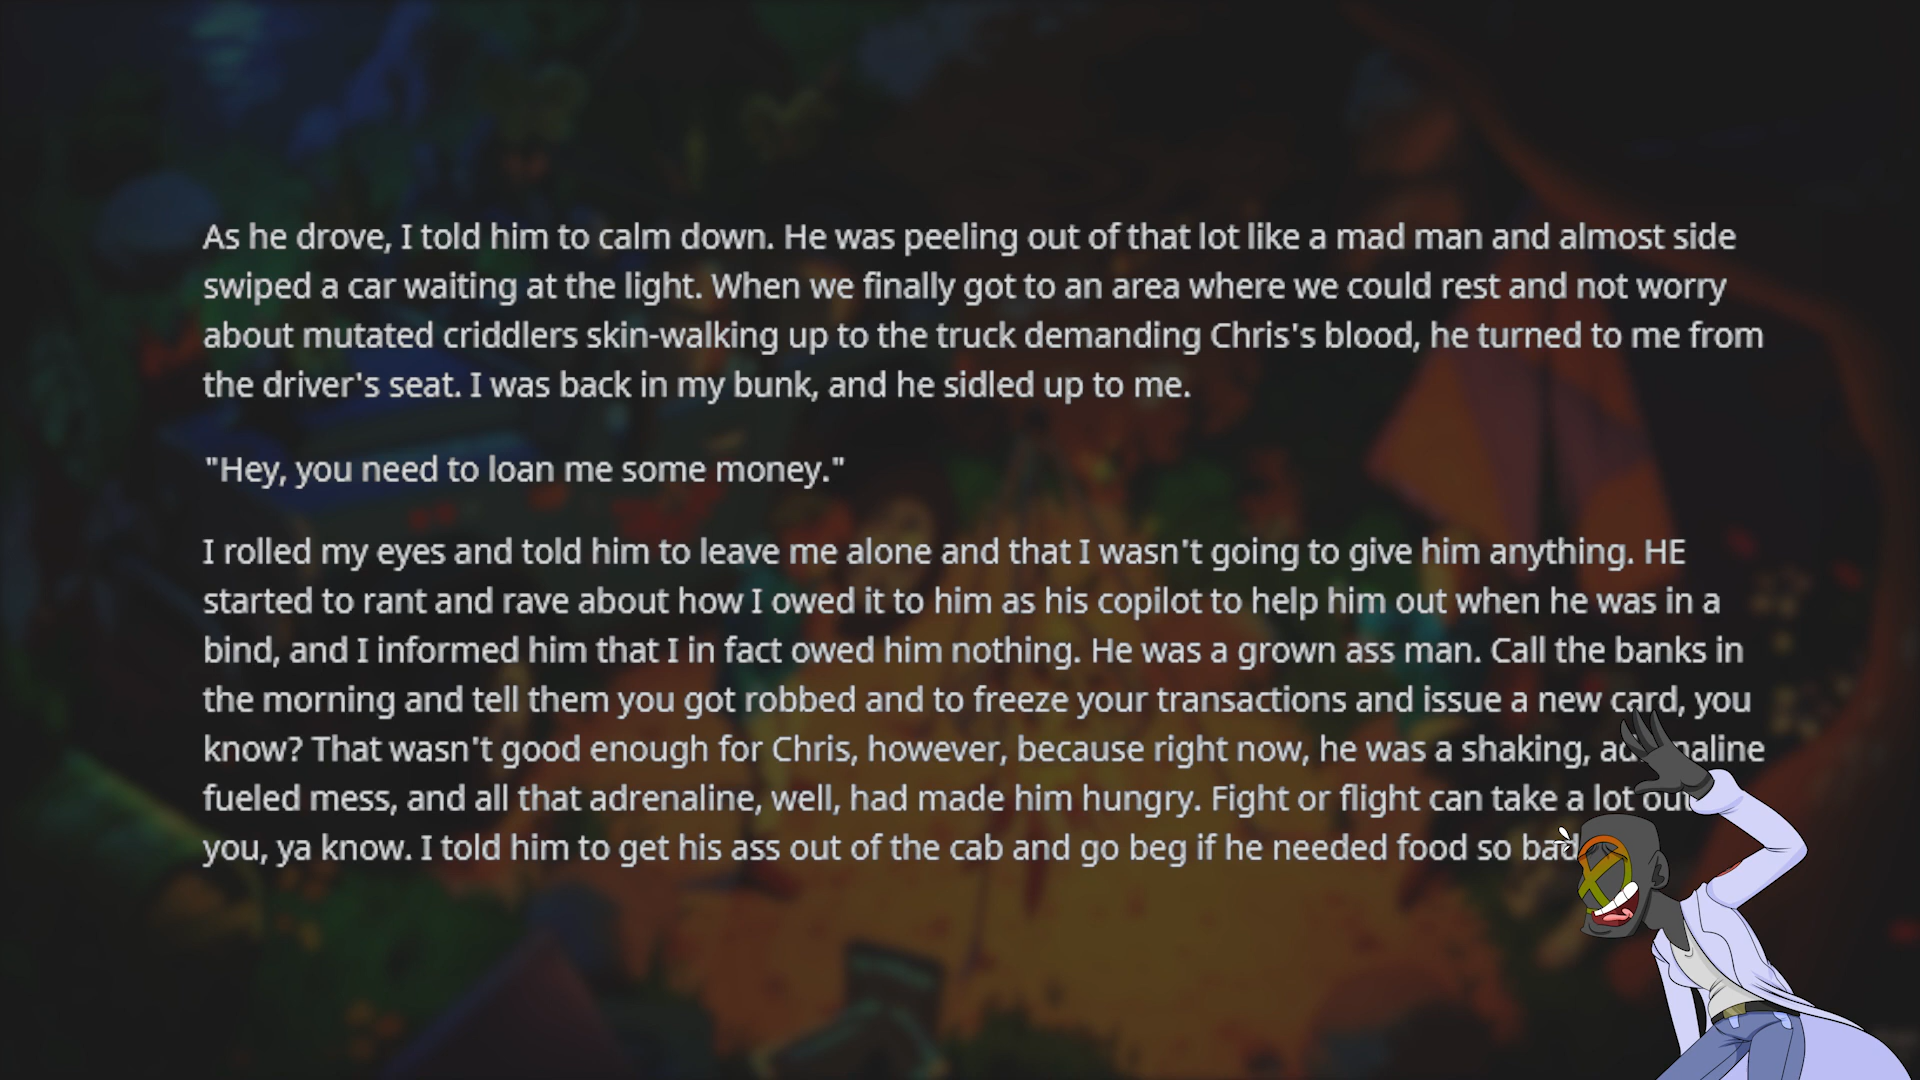 As he drove, I told him to calm down. He was peeling out of that lot like a mad man and almost side
swiped a car waiting at the light. When we finally got to an area where we could rest and not worry
about mutated criddlers skin-walking up to the truck demanding Chris's blood, he turned to me from
the driver's seat. I was back in my bunk, and he sidled up to me.
"Hey, you need to loan me some money."
I rolled my eyes and told him to leave me alone and that I wasn't going to give him anything. HE
started to rant and rave about how I owed it to him as his copilot to help him out when he was in a
bind, and I informed him that I in fact owed him nothing. He was a grown ass man. Call the banks in
the morning and tell them you got robbed and to freeze your transactions and issue a new card, you
know? That wasn't good enough for Chris, however, because right now, he was a shaking,
fueled mess, and all that adrenaline, well, had made him hungry. Fight or flight can take a lot out
you, ya know. I told him to get his ass out of the cab and go beg if he needed food so bad